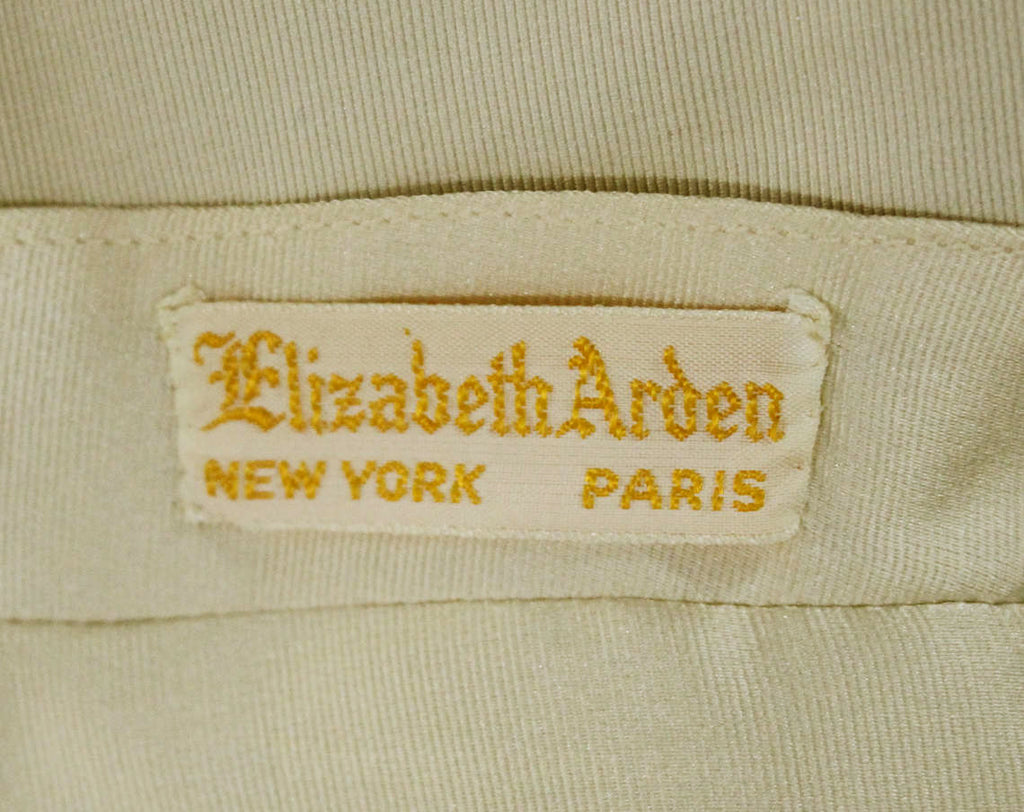 Elizabeth Arden
NEW YORK PARIS